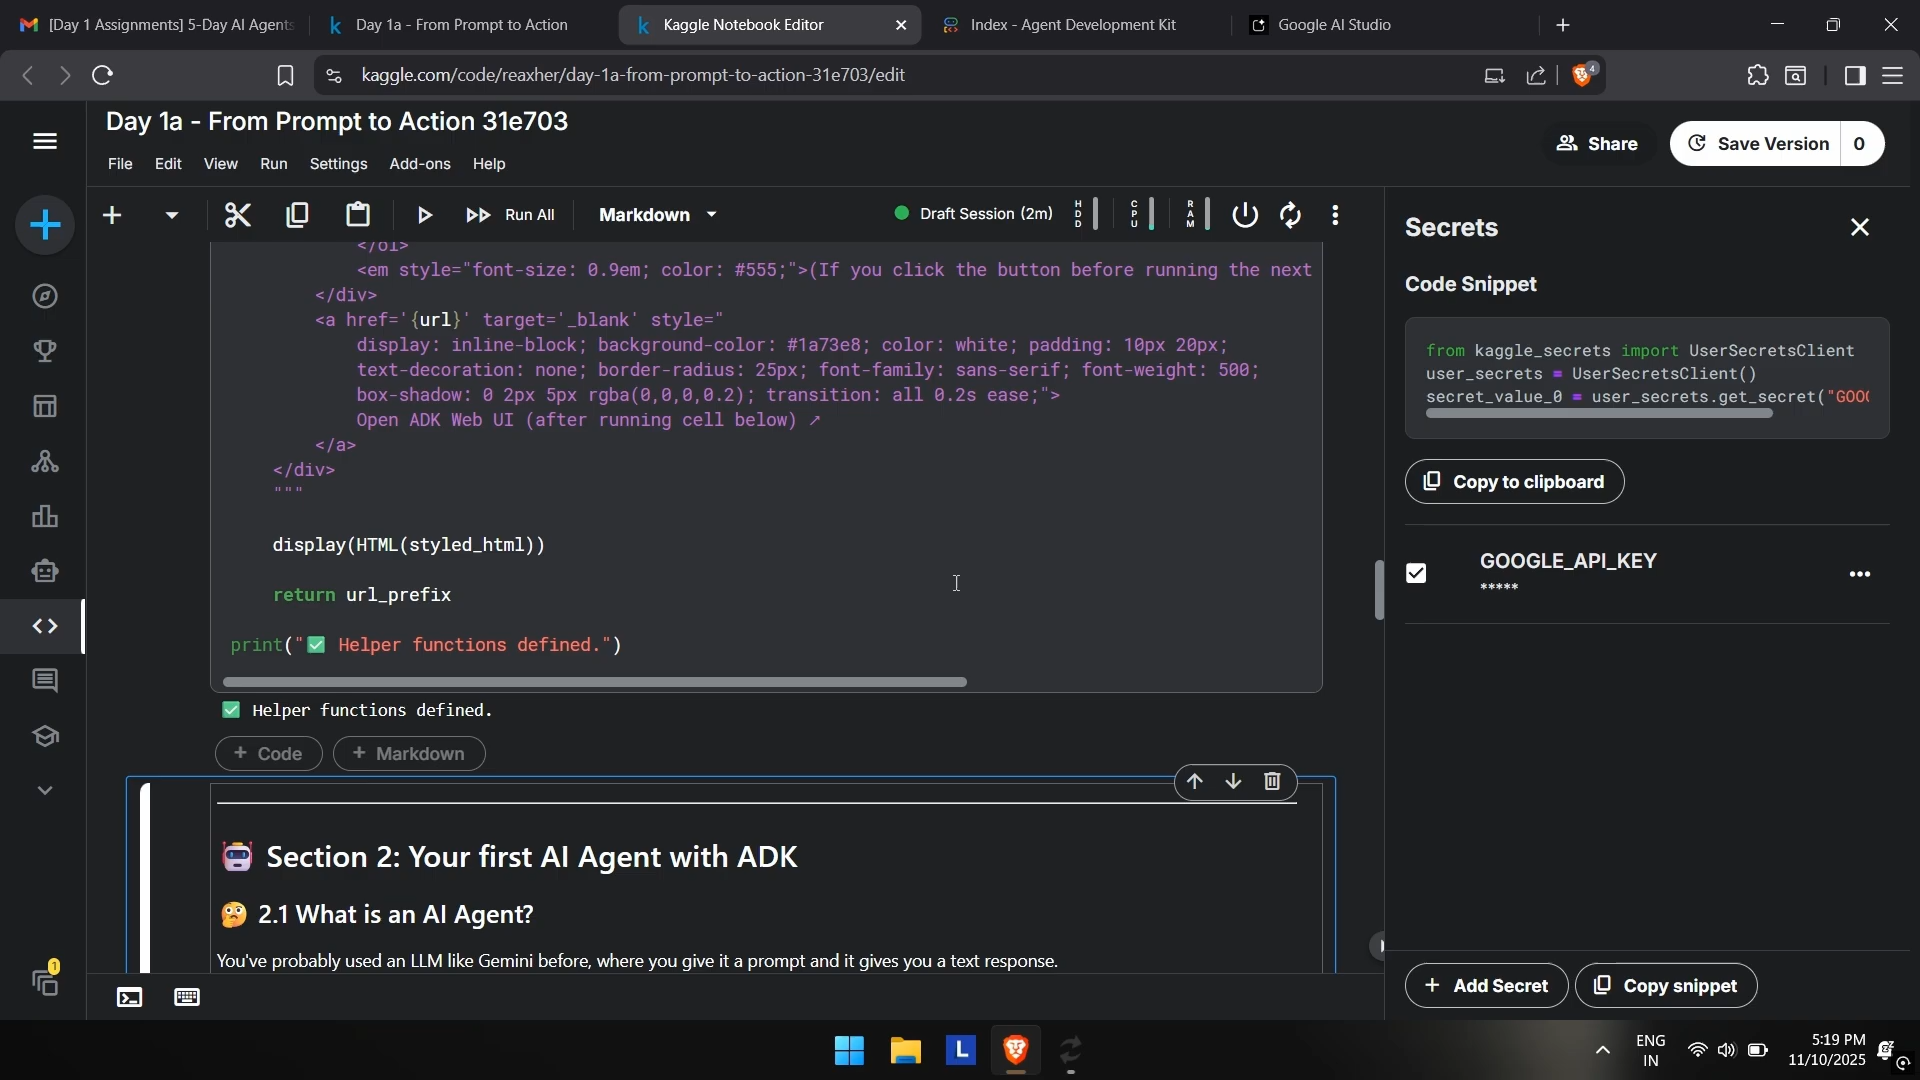 [Day 1 Assignments] 5-Day AI Agents
Day 1a - From Prompt to Action
Kaggle Notebook Editor
Index - Agent Development Kit
Google AI Studio
kaggle.com/code/reaxher/day-1a-from-prompt-to-action-31e703/edit
4
Day 1a - From Prompt to Action 31e703
File Edit View Run Settings Add-ons Help
Share
Save Version 0
Run All
Markdown
Draft Session (2m)
HDD
CPU
RAM
</ol>
<em style="font-size: 0.9em; color: #555;">(If you click the button before running the next
</div>
<a href='{url}' target='_blank' style="
display: inline-block; background-color: #1a73e8; color: white; padding: 10px 20px;
text-decoration: none; border-radius: 25px; font-family: sans-serif; font-weight: 500;
box-shadow: 0 2px 5px rgba(0,0,0,0.2); transition: all 0.2s ease;">
Open ADK Web UI (after running cell below) ↗
</a>
</div>
"""
display(HTML(styled_html))
return url_prefix
print("✅ Helper functions defined.")
✅ Helper functions defined.
+ Code + Markdown
🤖 Section 2: Your first AI Agent with ADK
🤔 2.1 What is an AI Agent?
You've probably used an LLM like Gemini before, where you give it a prompt and it gives you a text response.
Secrets
Code Snippet
from kaggle_secrets import UserSecretsClient
user_secrets = UserSecretsClient()
secret_value_0 = user_secrets.get_secret("GOO
Copy to clipboard
GOOGLE_API_KEY
*****
+ Add Secret
Copy snippet
1
L
ENG
IN
5:19 PM
11/10/2025